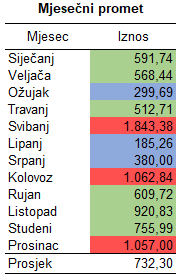 Mjesečni promet
Mjesec Iznos
Siječanj 591,74
Veljača 568,44
Ožujak 299,69
Travanj 512,71
Svibanj 1.843,38
Lipanj 185,26
Srpanj 380,00
Kolovoz 1.062,84
Rujan 609,72
Listopad 920,83
Studeni 755,99
Prosinac 1.057,00
Prosjek 732,30